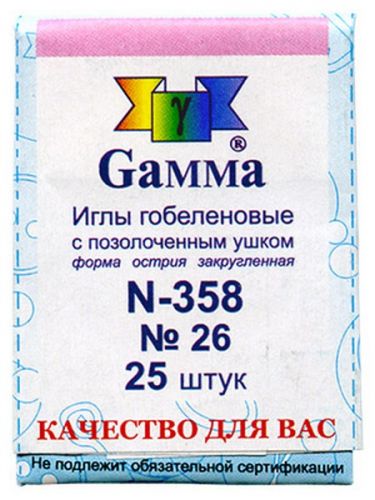 γ
®
Gамма
Иглы гобеленовые
с позолоченным ушком
форма острия закругленная
N-358
№ 26
25 штук
КАЧЕСТВО ДЛЯ ВАС
Не подлежит обязательной сертификации